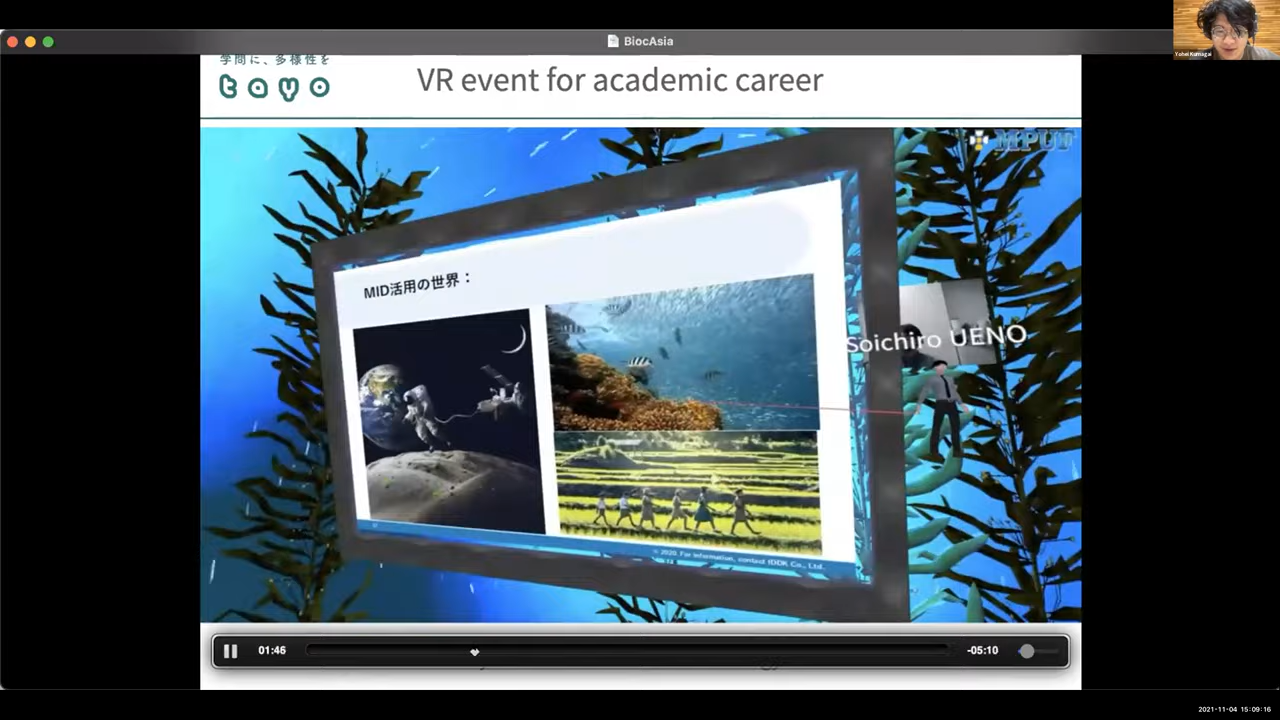 BiocAsia
Yohei Kumagai
学問に、多様性を
tayo
VR event for academic career
MPUF
MID活用の世界：
Soichiro UENO
© 2020. For information, contact IDDK Co., Ltd.
01:46
-05:10
2021-11-04 15:09:16